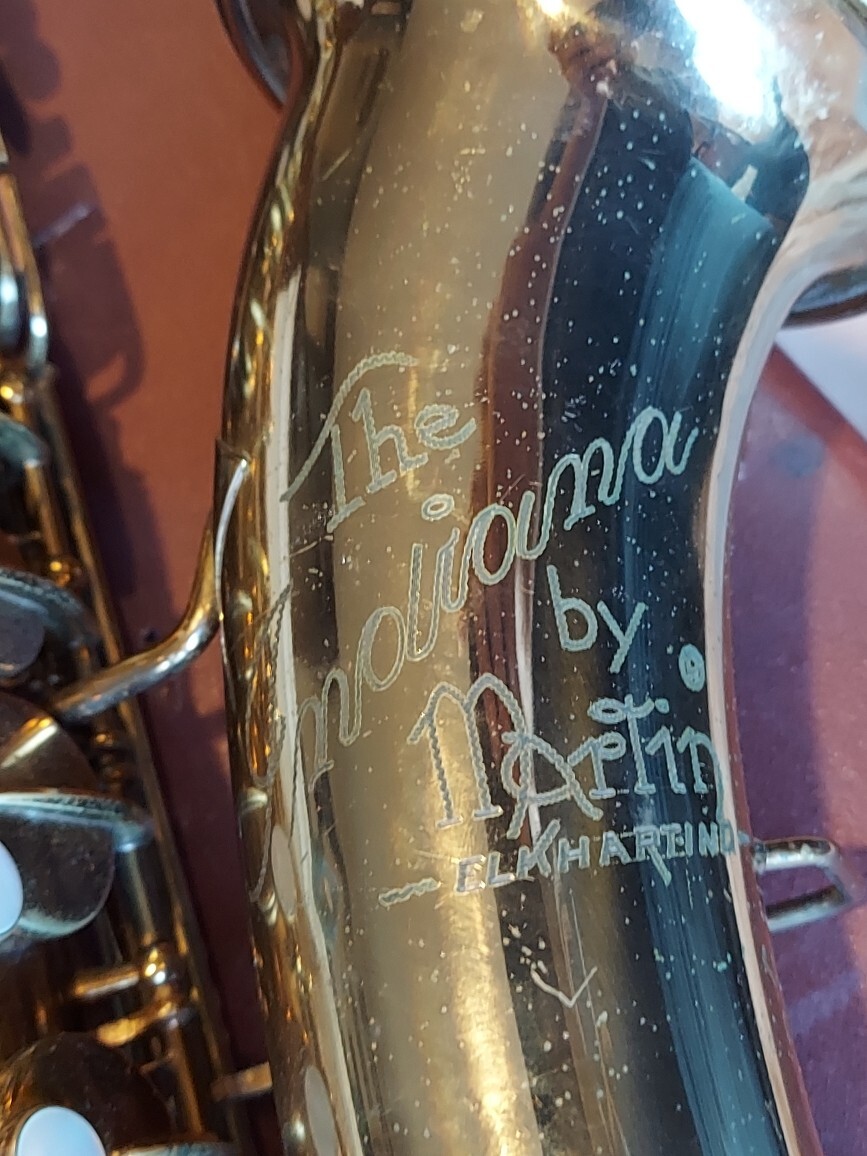 The
Indiana
by
Martin
ELKHART.IND